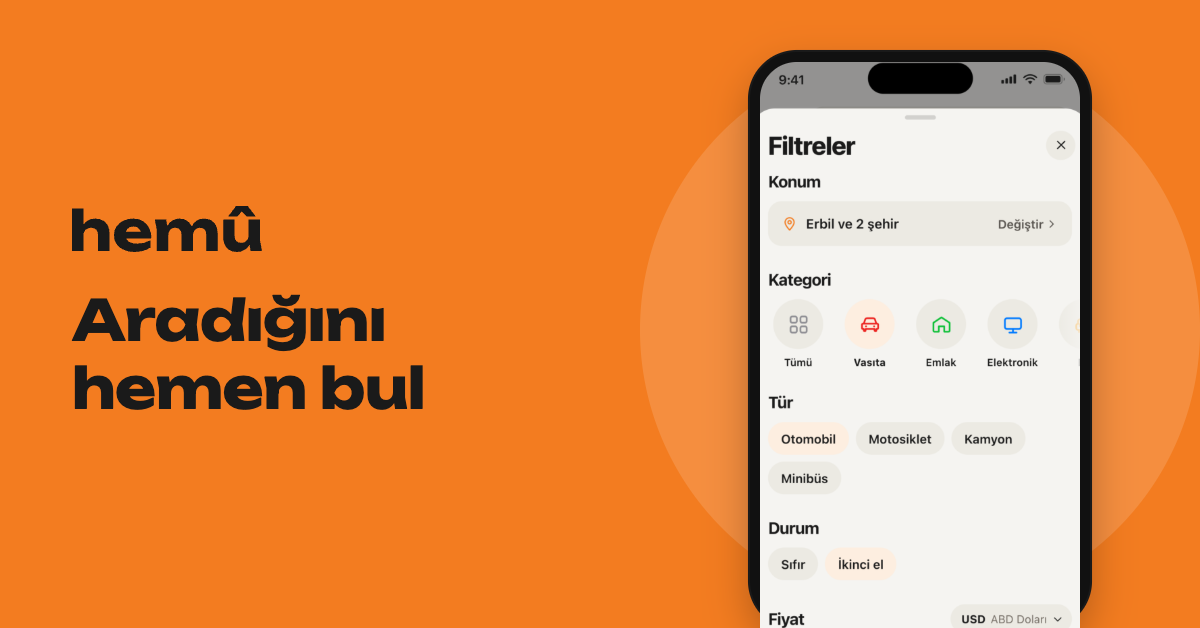 hemû
Aradığını
hemen bul
9:41
Filtreler
Konum
Erbil ve 2 şehir
Değiştir
Kategori
Tümü
Vasıta
Emlak
Elektronik
Tür
Otomobil
Motosiklet
Kamyon
Minibüs
Durum
Sıfır
İkinci el
Fiyat
USD ABD Doları